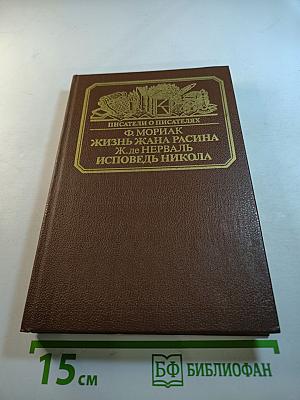 ПИСАТЕЛИ О ПИСАТЕЛЯХ
Ф. МОРИАК
ЖИЗНЬ ЖАНА РАСИНА
Ж. де НЕРВАЛЬ
ИСПОВЕДЬ НИКОЛА
15 см
БФ БИБЛИОФАН